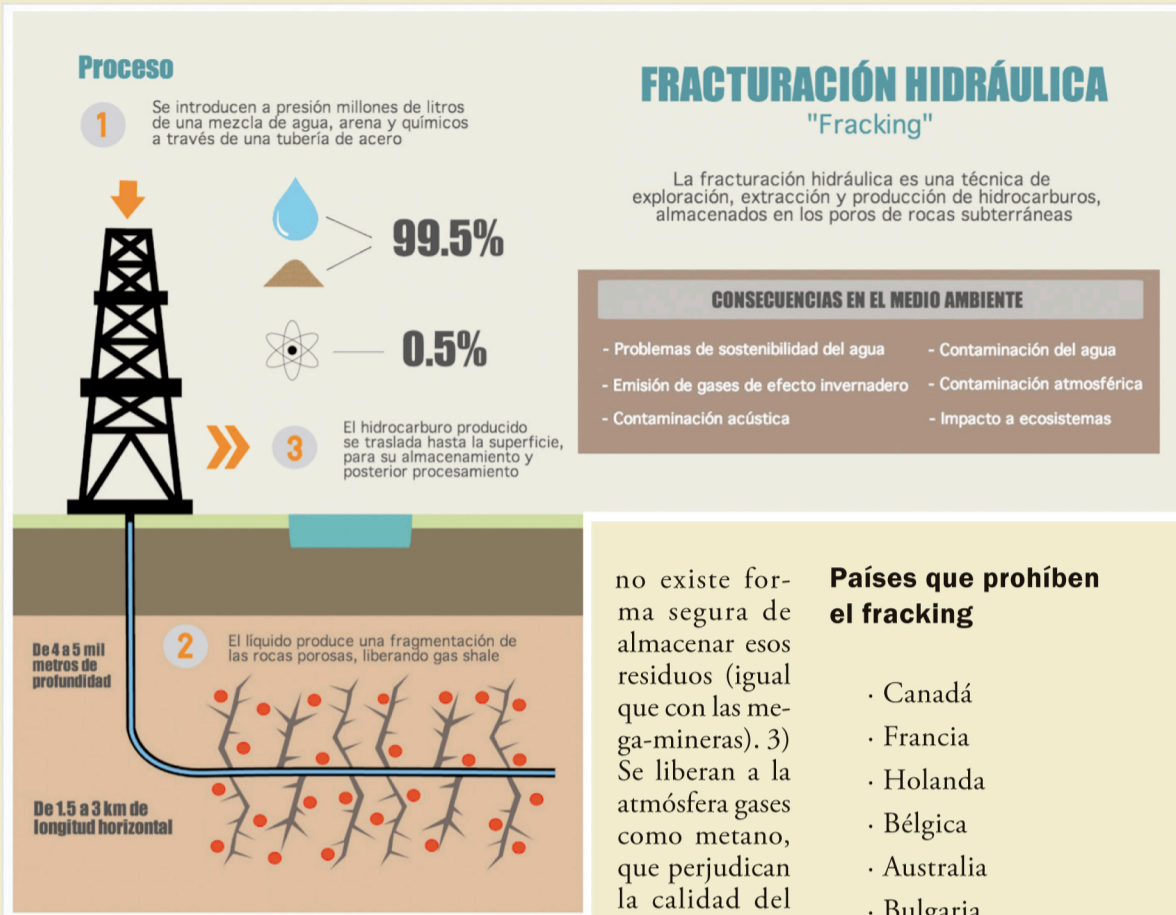 Proceso
1
Se introducen a presión millones de litros
de una mezcla de agua, arena y químicos
a través de una tubería de acero
99.5%
0.5%
3
El hidrocarburo producido
se traslada hasta la superficie,
para su almacenamiento y
posterior procesamiento
De 4 a 5 mil
metros de
profundidad
2
El líquido produce una fragmentación de
las rocas porosas, liberando gas shale
De 1.5 a 3 km de
longitud horizontal
FRACTURACIÓN HIDRÁULICA
"Fracking"
La fracturación hidráulica es una técnica de
exploración, extracción y producción de hidrocarburos,
almacenados en los poros de rocas subterráneas
CONSECUENCIAS EN EL MEDIO AMBIENTE
- Problemas de sostenibilidad del agua
- Emisión de gases de efecto invernadero
- Contaminación acústica
- Contaminación del agua
- Contaminación atmosférica
- Impacto a ecosistemas
no existe for-
ma segura de
almacenar esos
residuos (igual
que con las me-
ga-mineras). 3)
Se liberan a la
atmósfera gases
como metano,
que perjudican
la calidad del
Países que prohíben
el fracking
· Canadá
· Francia
· Holanda
· Bélgica
· Australia
· Bulgaria